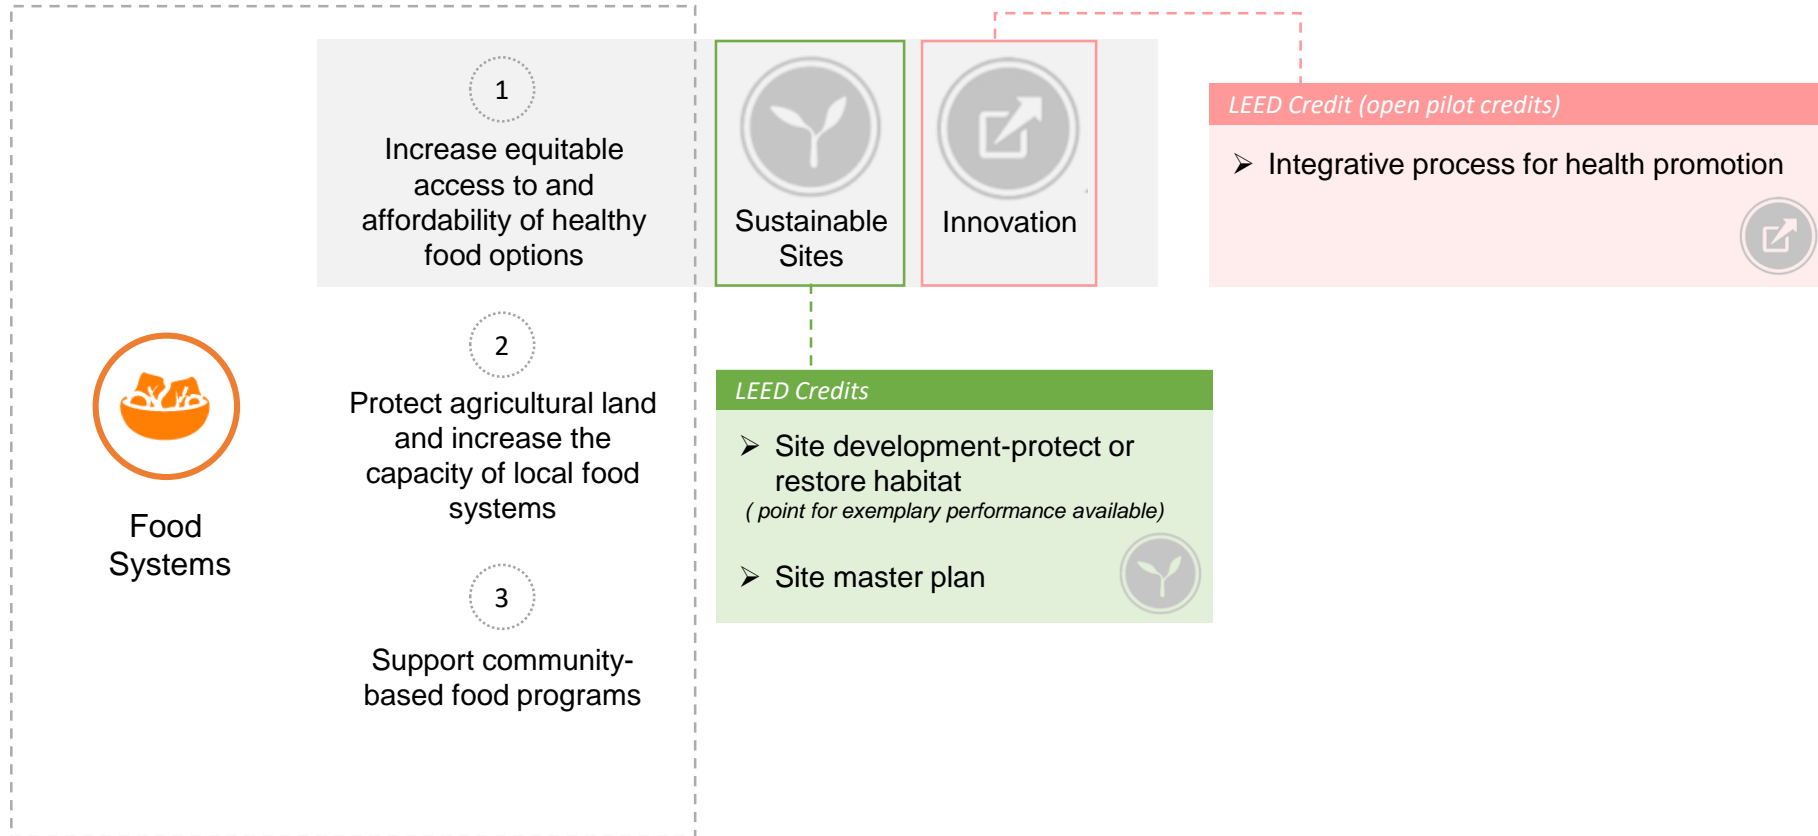 Food
Systems
1
Increase equitable
access to and
affordability of healthy
food options
2
Protect agricultural land
and increase the
capacity of local food
systems
3
Support community-
based food programs
Sustainable
Sites
Innovation
LEED Credit (open pilot credits)
➢ Integrative process for health promotion
LEED Credits
➢ Site development-protect or
restore habitat
( point for exemplary performance available)
➢ Site master plan